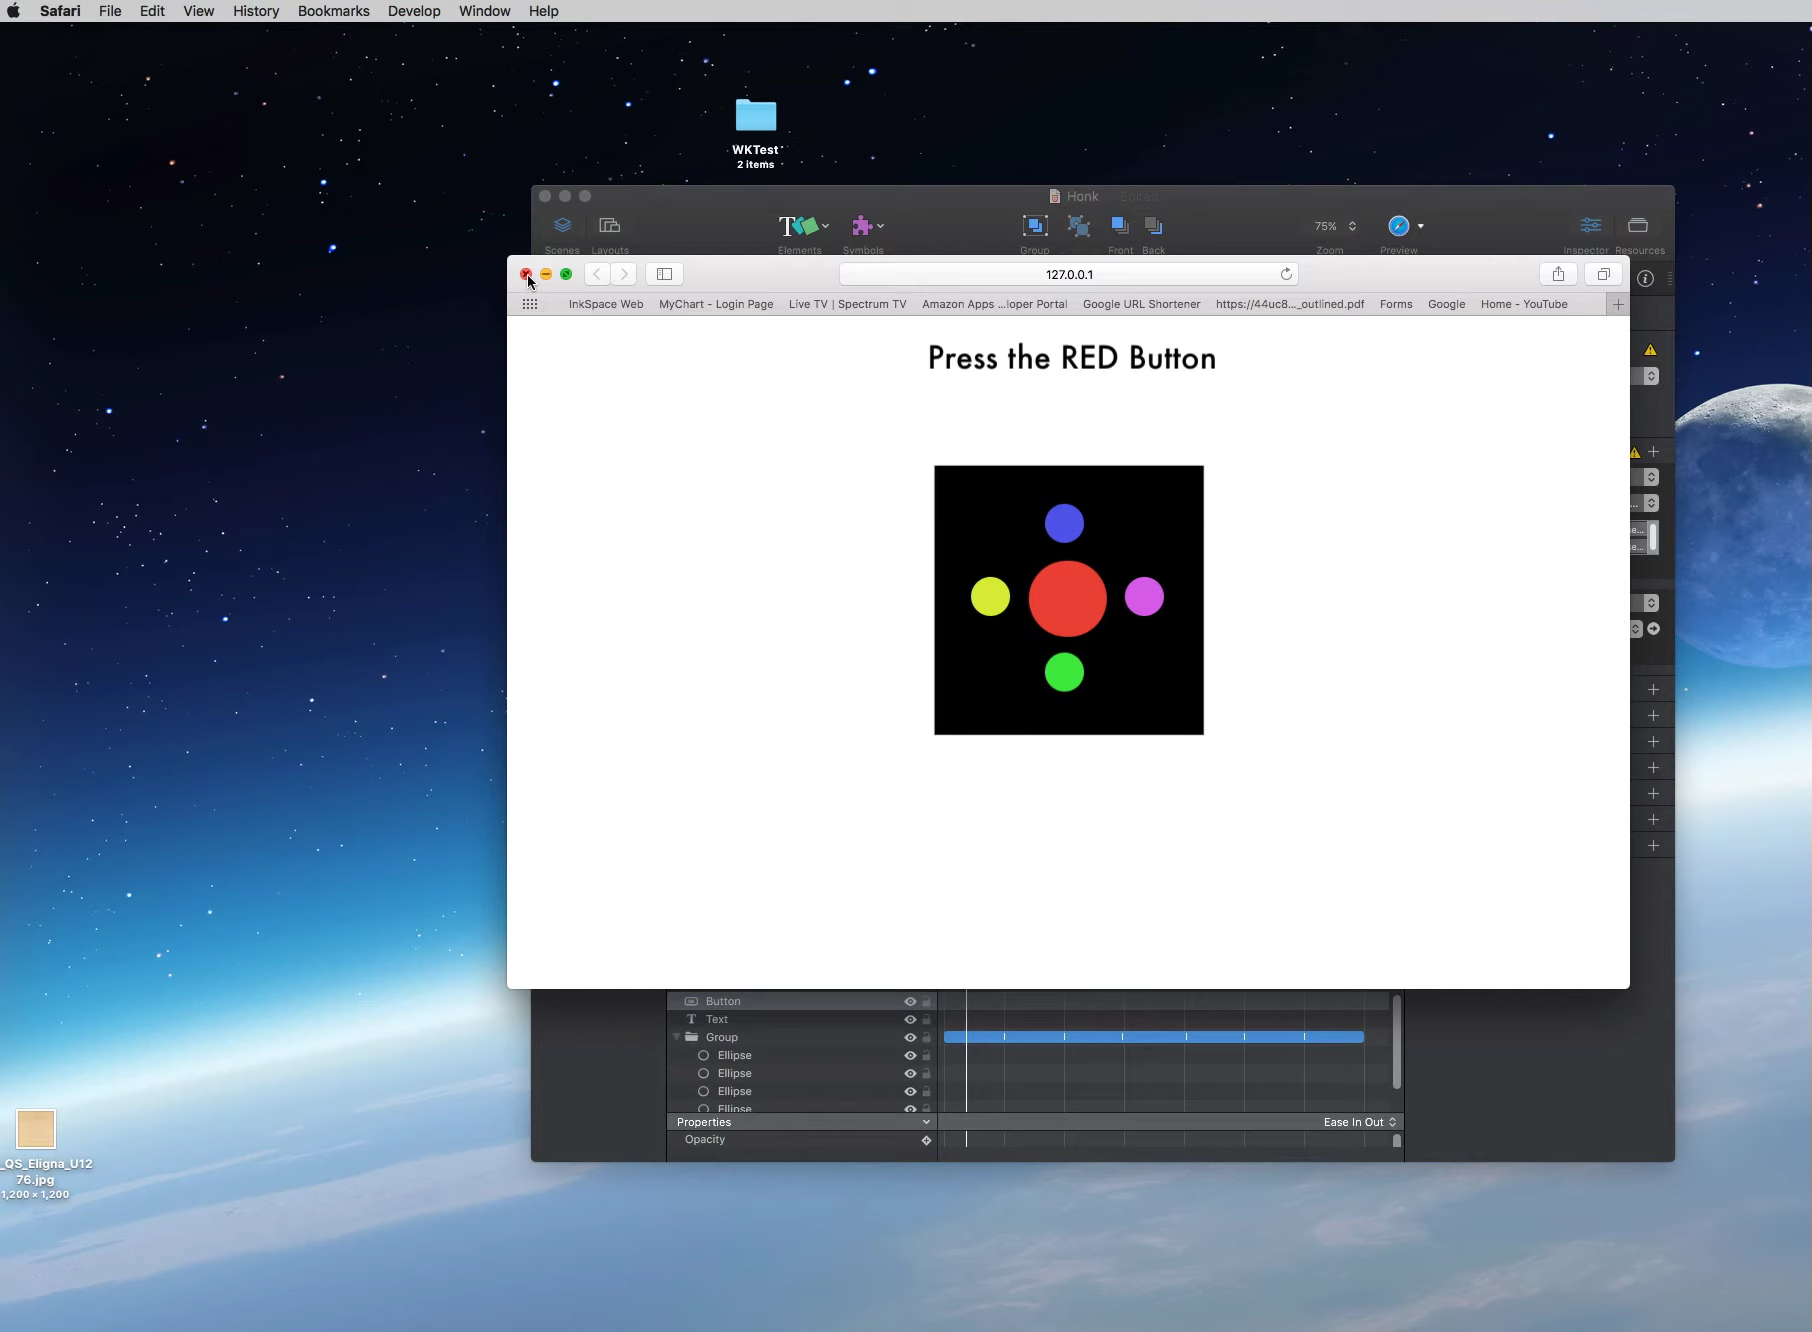 Safari File Edit View History Bookmarks Develop Window Help
WKTest
2 items
Honk Edited
75%
Scenes Layouts Elements Symbols Group Front Back Zoom Preview Inspector Resources
127.0.0.1
InkSpace Web MyChart - Login Page Live TV | Spectrum TV Amazon Apps ...loper Portal Google URL Shortener https://44uc8..._outlined.pdf Forms Google Home - YouTube
Press the RED Button
Button
Text
Group
Ellipse
Ellipse
Ellipse
Ellipse
Properties Ease In Out
Opacity
_QS_Eligna_U12
76.jpg
1,200 × 1,200